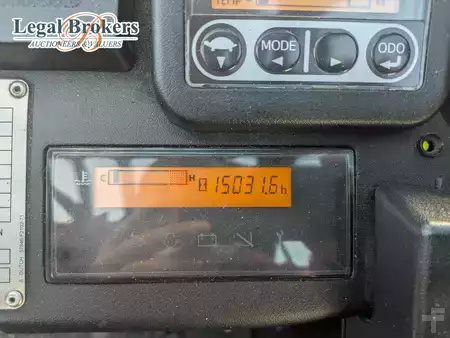 Legal Brokers
AUCTIONEERS & VALUERS
MODE
ODO
C H 15031.6h